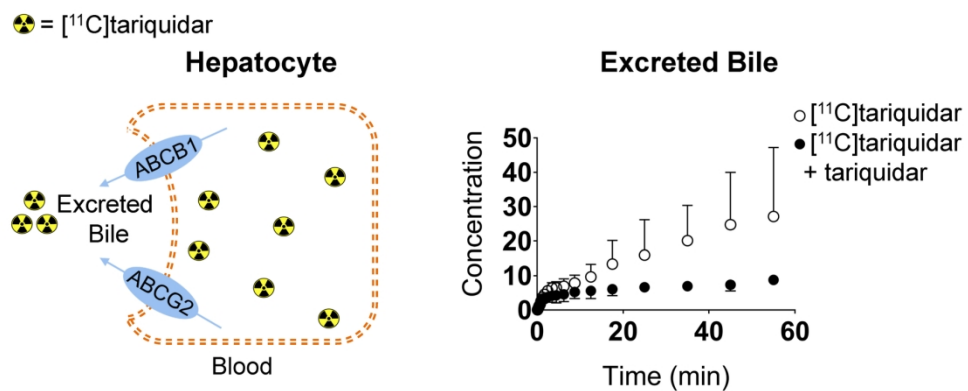 = [¹¹C]tariquidar
Hepatocyte
ABCB1
Excreted
Bile
ABCG2
Blood
Excreted Bile
[¹¹C]tariquidar
[¹¹C]tariquidar
+ tariquidar
Concentration
50
40
30
20
10
0
0
20
40
60
Time (min)